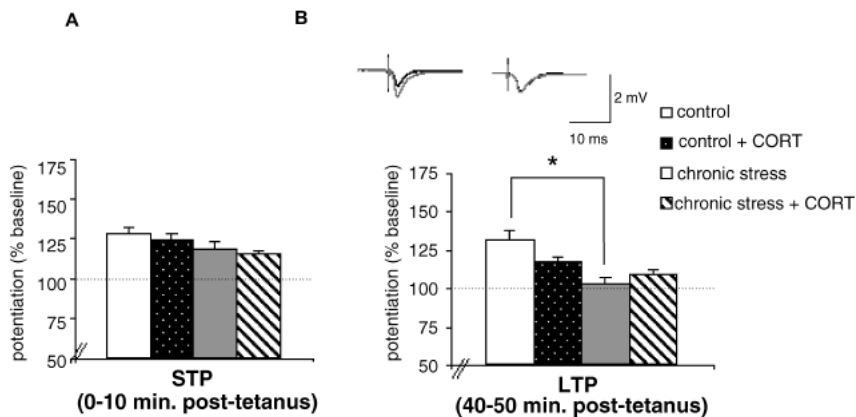 A
B
2 mV
10 ms
control
control + CORT
chronic stress
chronic stress + CORT
potentiation (% baseline)
175
150
125
100
75
50
STP
(0-10 min. post-tetanus)
potentiation (% baseline)
175
150
125
100
75
50
*
LTP
(40-50 min. post-tetanus)